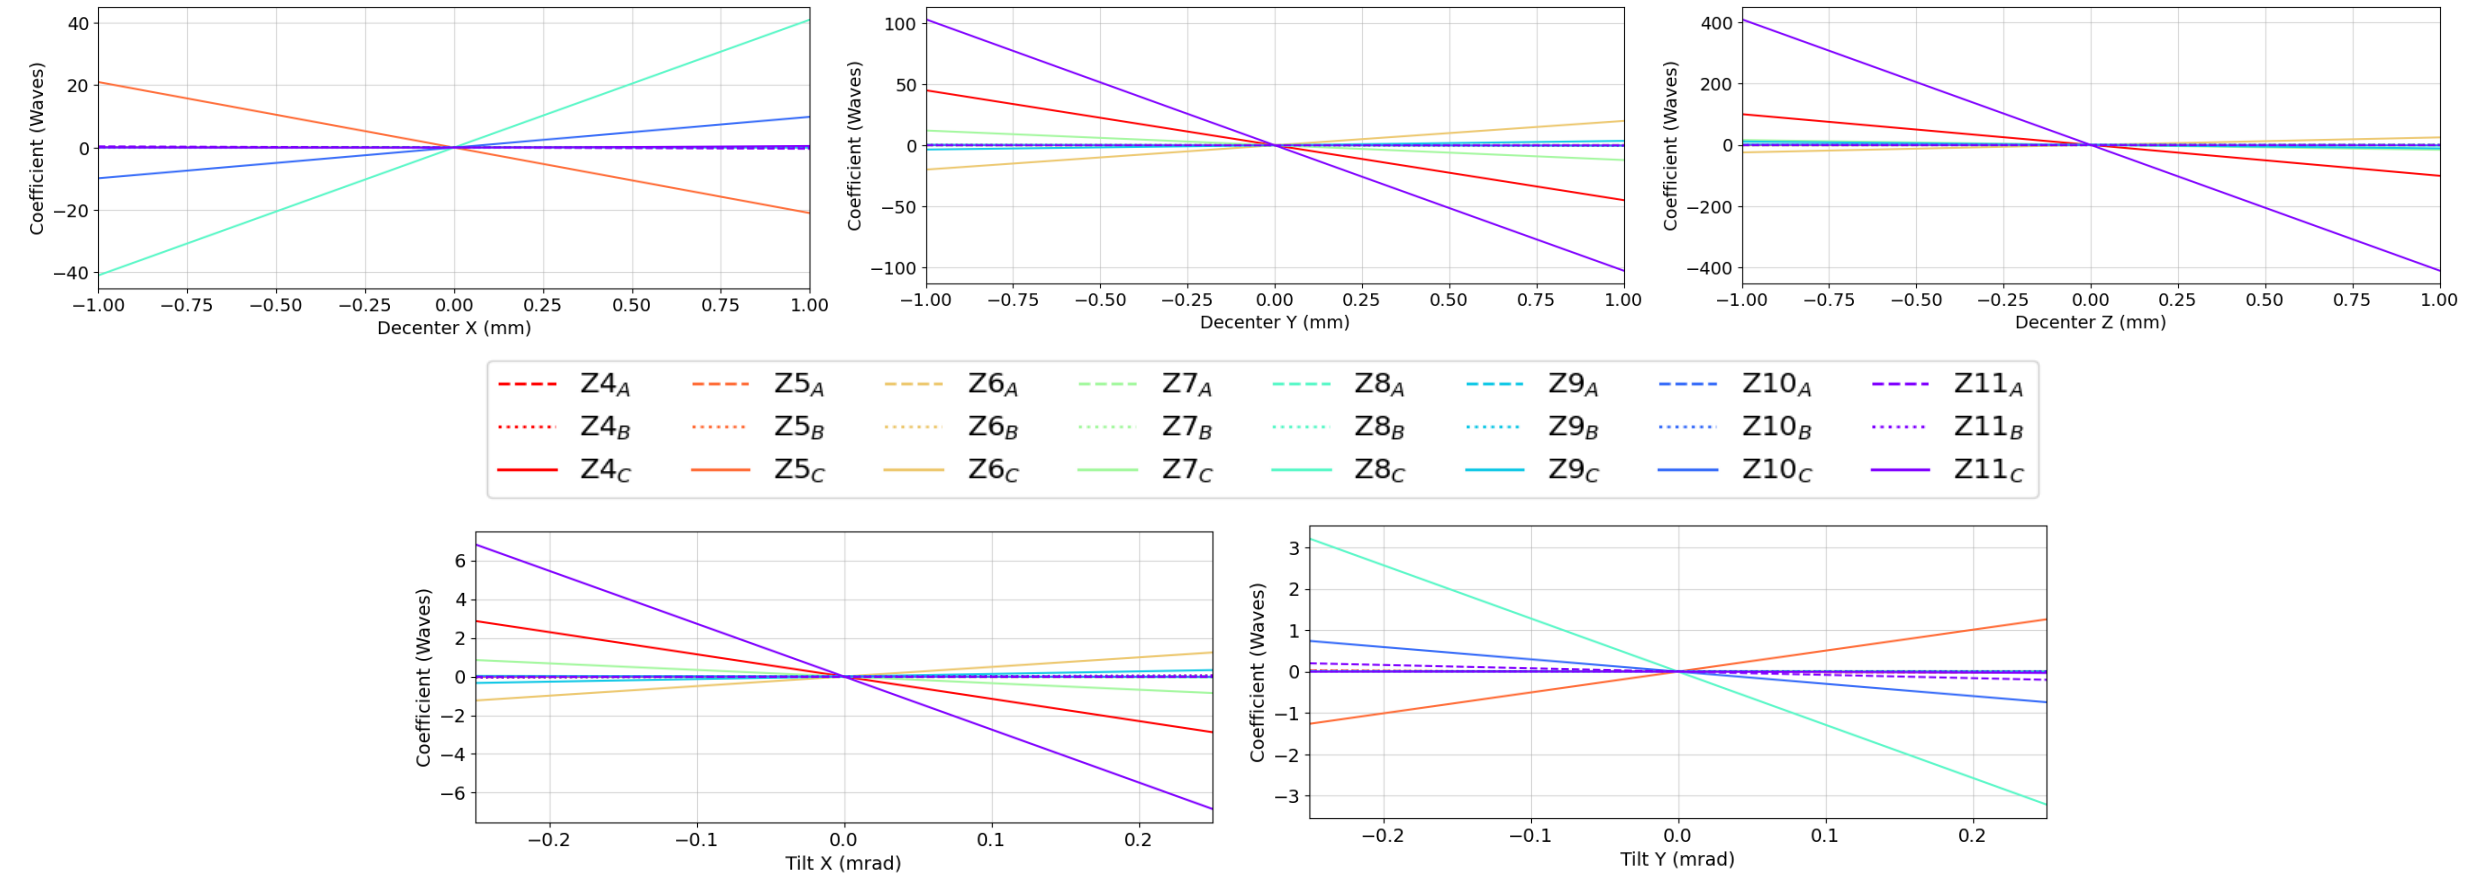 Coefficient (Waves)
40
20
0
−20
−40
−1.00 −0.75 −0.50 −0.25 0.00 0.25 0.50 0.75 1.00
Decenter X (mm)
Coefficient (Waves)
100
50
0
−50
−100
−1.00 −0.75 −0.50 −0.25 0.00 0.25 0.50 0.75 1.00
Decenter Y (mm)
Coefficient (Waves)
400
200
0
−200
−400
−1.00 −0.75 −0.50 −0.25 0.00 0.25 0.50 0.75 1.00
Decenter Z (mm)
Z4A Z5A Z6A Z7A Z8A Z9A Z10A Z11A
Z4B Z5B Z6B Z7B Z8B Z9B Z10B Z11B
Z4C Z5C Z6C Z7C Z8C Z9C Z10C Z11C
Coefficient (Waves)
6
4
2
0
−2
−4
−6
−0.2 −0.1 0.0 0.1 0.2
Tilt X (mrad)
Coefficient (Waves)
3
2
1
0
−1
−2
−3
−0.2 −0.1 0.0 0.1 0.2
Tilt Y (mrad)